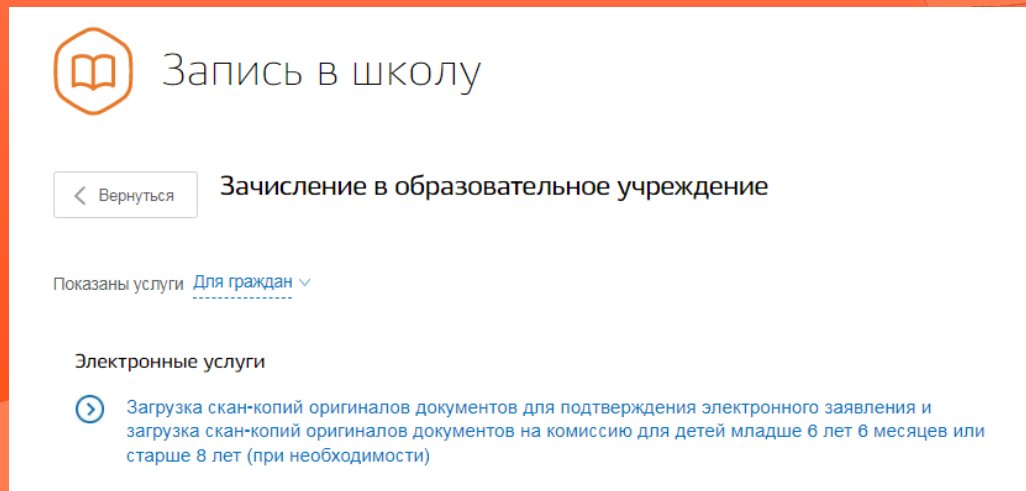 Запись в школу
Вернуться
Зачисление в образовательное учреждение
Показаны услуги Для граждан
Электронные услуги
Загрузка скан-копий оригиналов документов для подтверждения электронного заявления и
загрузка скан-копий оригиналов документов на комиссию для детей младше 6 лет 6 месяцев или
старше 8 лет (при необходимости)